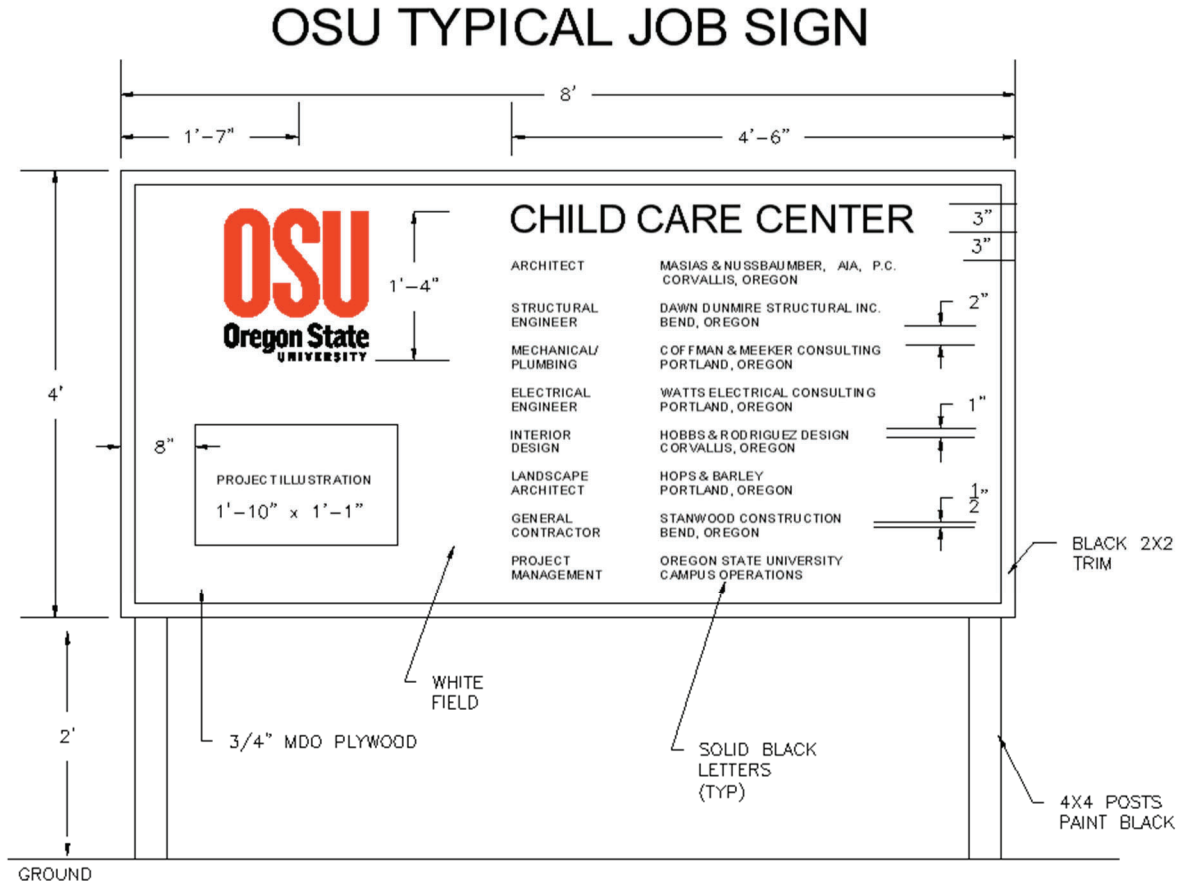 OSU TYPICAL JOB SIGN
8'
1'-7"
4'-6"
OSU
Oregon State
UNIVERSITY
1'-4"
CHILD CARE CENTER
3"
3"
ARCHITECT MASIAS & NUSSBAUMBER, AIA, P.C.
CORVALLIS, OREGON
STRUCTURAL DAWN DUNMIRE STRUCTURAL INC.
ENGINEER BEND, OREGON
2"
MECHANICAL/ COFFMAN & MEEKER CONSULTING
PLUMBING PORTLAND, OREGON
4'
ELECTRICAL WATTS ELECTRICAL CONSULTING
ENGINEER PORTLAND, OREGON
1"
INTERIOR HOBBS & RODRIGUEZ DESIGN
DESIGN CORVALLIS, OREGON
8"
PROJECT ILLUSTRATION
1'-10" x 1'-1"
LANDSCAPE HOPS & BARLEY
ARCHITECT PORTLAND, OREGON
1/2"
GENERAL STANWOOD CONSTRUCTION
CONTRACTOR BEND, OREGON
PROJECT OREGON STATE UNIVERSITY
MANAGEMENT CAMPUS OPERATIONS
BLACK 2X2
TRIM
WHITE
FIELD
2'
3/4" MDO PLYWOOD
SOLID BLACK
LETTERS
(TYP)
4X4 POSTS
PAINT BLACK
GROUND